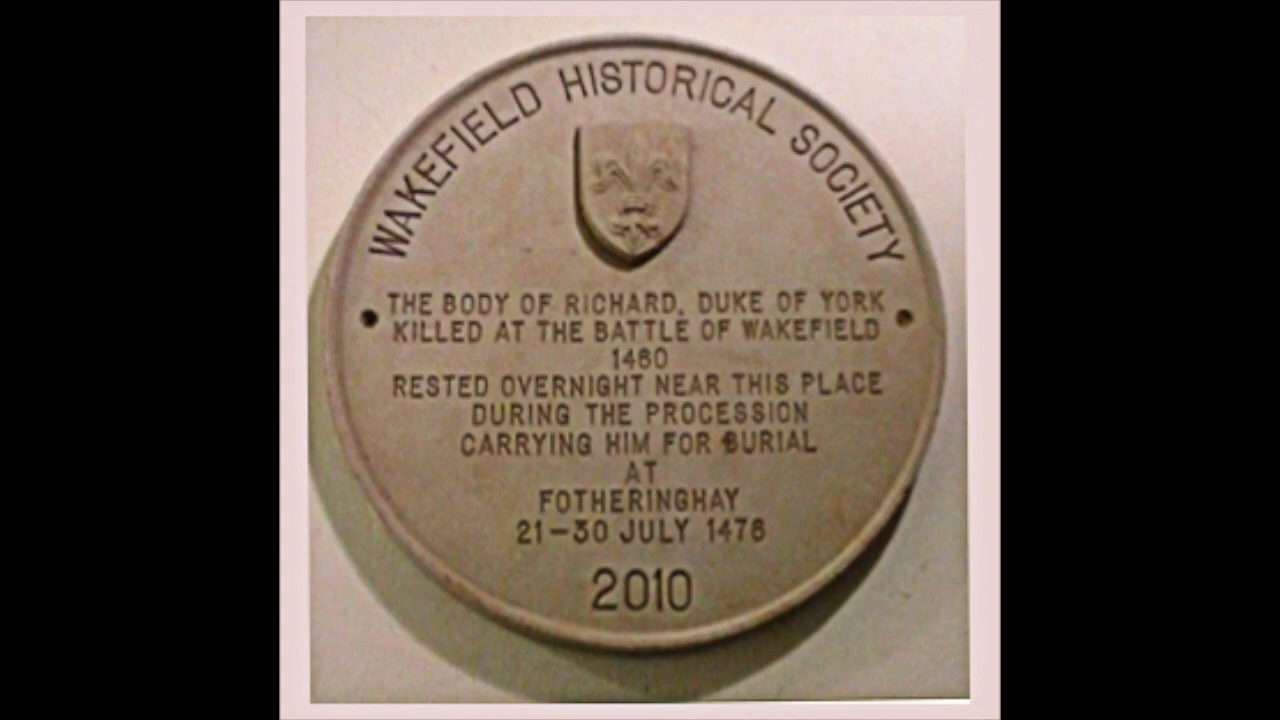 WAKEFIELD HISTORICAL SOCIETY
THE BODY OF RICHARD, DUKE OF YORK
KILLED AT THE BATTLE OF WAKEFIELD
1460
RESTED OVERNIGHT NEAR THIS PLACE
DURING THE PROCESSION
CARRYING HIM FOR BURIAL
AT
FOTHERINGHAY
21-30 JULY 1476
2010